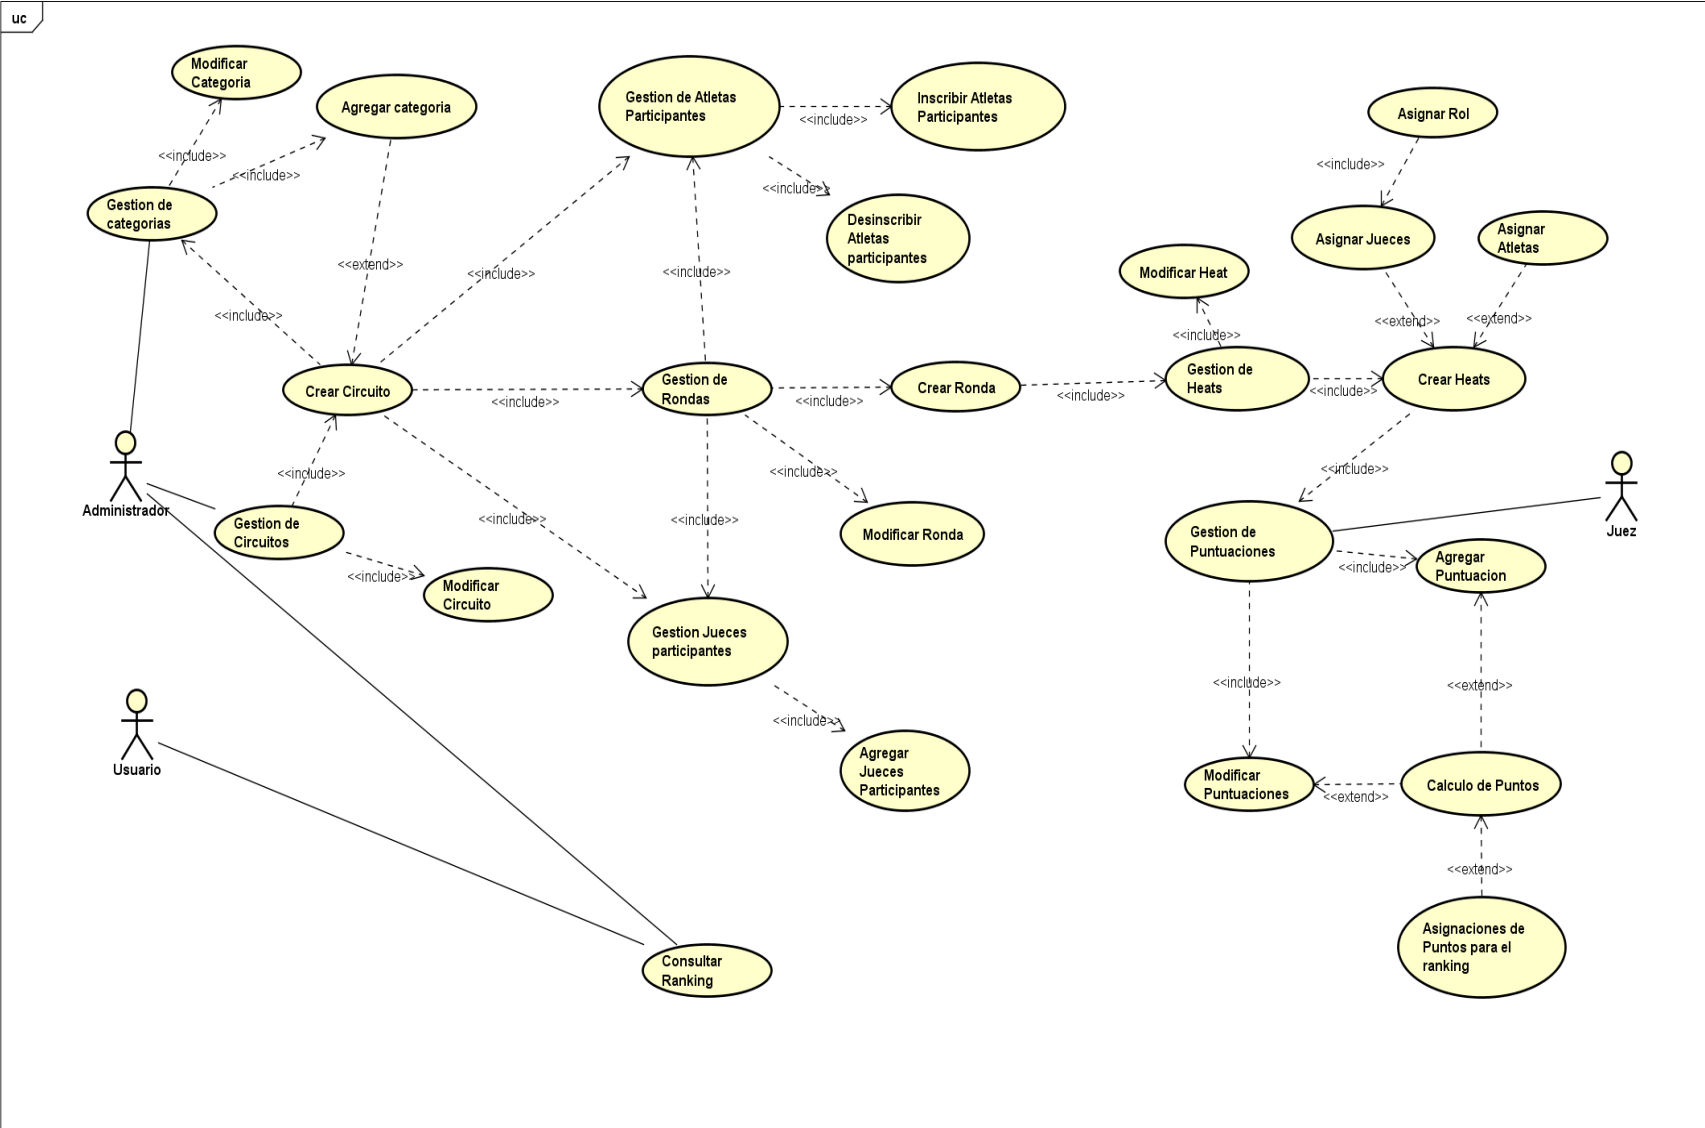 uc
Modificar
Categoria
Agregar categoria
Gestion de Atletas
Participantes
<<include>>
Inscribir Atletas
Participantes
Asignar Rol
<<include>>
<<include>>
<<include>>
<<include>>
Gestion de
categorias
Desinscribir
Atletas
participantes
Asignar Jueces
Asignar
Atletas
<<extend>>
<<include>>
<<include>>
Modificar Heat
<<include>>
<<include>>
<<extend>>
<<extend>>
Crear Circuito
<<include>>
Gestion de
Rondas
<<include>>
Crear Ronda
<<include>>
Gestion de
Heats
<<include>>
Crear Heats
<<include>>
<<include>>
<<include>>
Administrador
Gestion de
Circuitos
<<include>>
<<include>>
Modificar Ronda
Gestion de
Puntuaciones
Juez
<<include>>
Modificar
Circuito
<<include>>
Agregar
Puntuacion
Gestion Jueces
participantes
<<include>>
<<extend>>
Usuario
<<include>>
Agregar
Jueces
Participantes
Modificar
Puntuaciones
<<extend>>
Calculo de Puntos
<<extend>>
Consultar
Ranking
Asignaciones de
Puntos para el
ranking